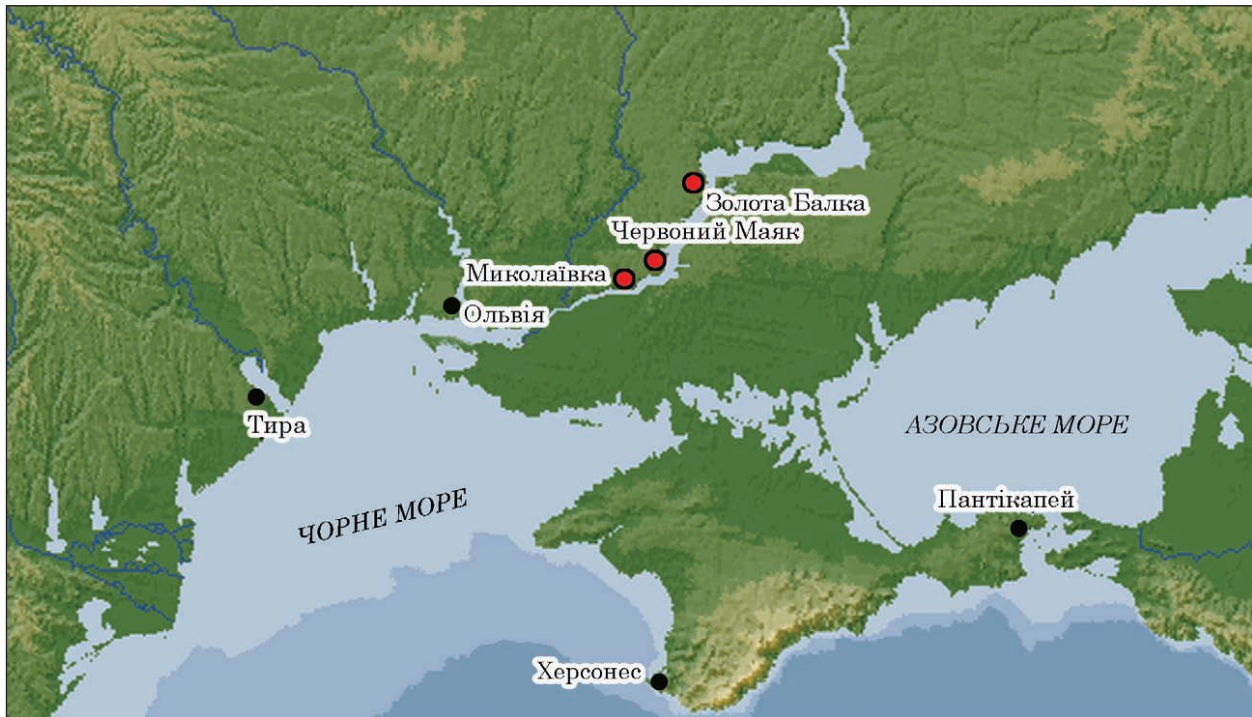 Золота Балка
Червоний Маяк
Миколаївка
Ольвія
Тира
АЗОВСЬКЕ МОРЕ
Пантікапей
ЧОРНЕ МОРЕ
Херсонес